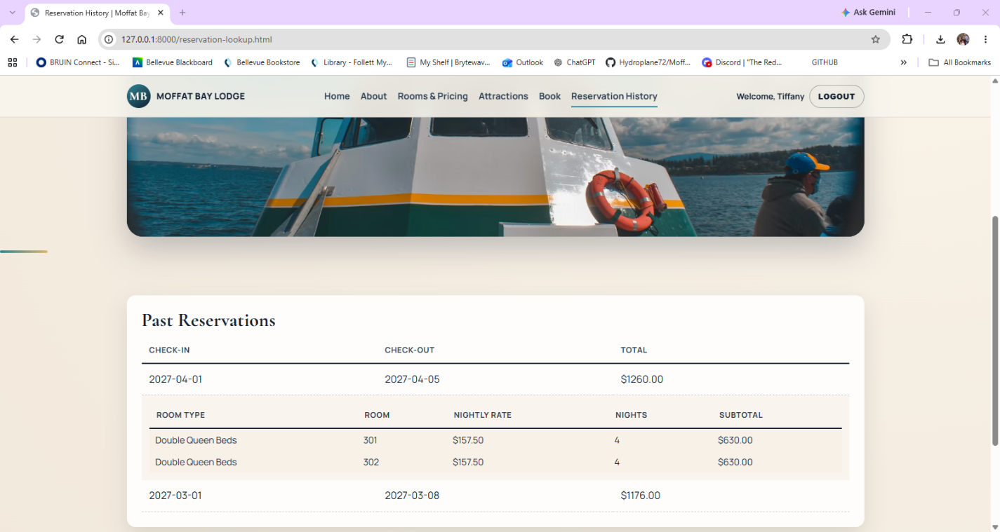 Reservation History | Moffat Bay
Ask Gemini
127.0.0.1:8000/reservation-lookup.html
BRUIN Connect - Si...
Bellevue Blackboard
Bellevue Bookstore
Library - Follett My...
My Shelf | Brytewav...
Outlook
ChatGPT
Hydroplane72/Moff...
Discord | "The Red...
GITHUB
All Bookmarks
MB
MOFFAT BAY LODGE
Home
About
Rooms & Pricing
Attractions
Book
Reservation History
Welcome, Tiffany
LOGOUT
Past Reservations
CHECK-IN CHECK-OUT TOTAL
2027-04-01 2027-04-05 $1260.00
ROOM TYPE ROOM NIGHTLY RATE NIGHTS SUBTOTAL
Double Queen Beds 301 $157.50 4 $630.00
Double Queen Beds 302 $157.50 4 $630.00
2027-03-01 2027-03-08 $1176.00